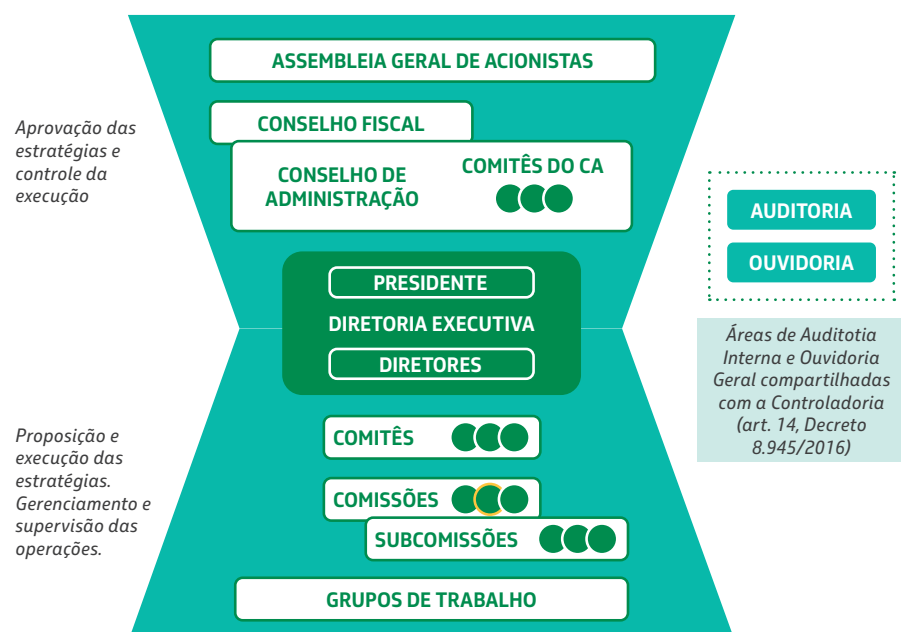 ASSEMBLEIA GERAL DE ACIONISTAS
CONSELHO FISCAL
CONSELHO DE
ADMINISTRAÇÃO
COMITÊS DO CA
Aprovação das
estratégias e
controle da
execução
PRESIDENTE
DIRETORIA EXECUTIVA
DIRETORES
Proposição e
execução das
estratégias.
Gerenciamento e
supervisão das
operações.
COMITÊS
COMISSÕES
SUBCOMISSÕES
GRUPOS DE TRABALHO
AUDITORIA
OUVIDORIA
Áreas de Auditotia
Interna e Ouvidoria
Geral compartilhadas
com a Controladoria
(art. 14, Decreto
8.945/2016)